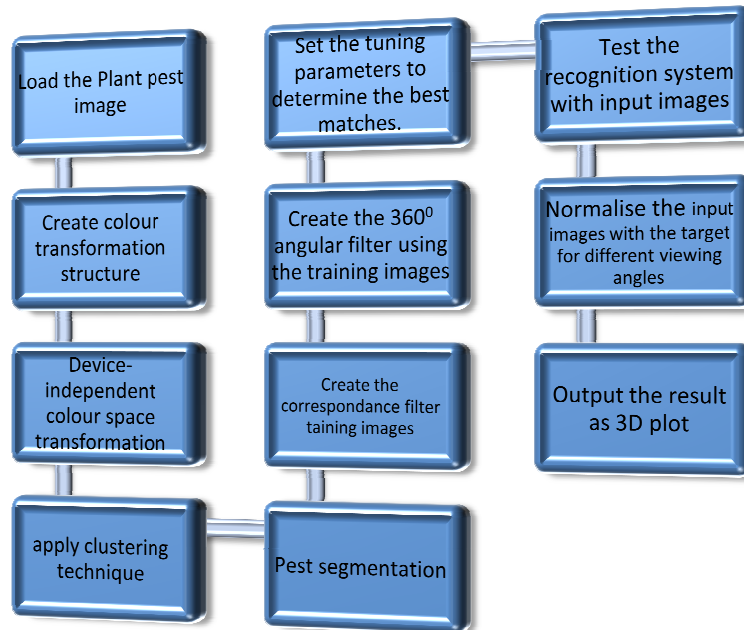 Load the Plant pest
image
Create colour
transformation
structure
Device-
independent
colour space
transformation
apply clustering
technique
Pest segmentation
Create the
correspondance filter
taining images
Create the 360⁰
angular filter using
the training images
Set the tuning
parameters to
determine the best
matches.
Test the
recognition system
with input images
Normalise the input
images with the target
for different viewing
angles
Output the result
as 3D plot